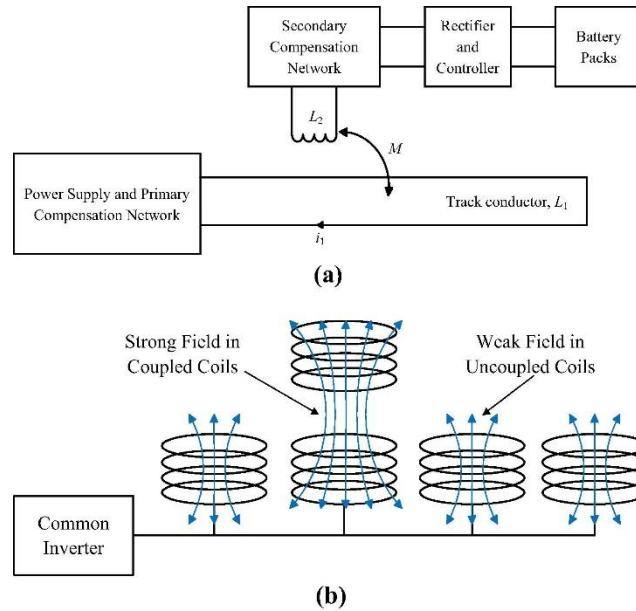 Secondary
Compensation
Network
Rectifier
and
Controller
Battery
Packs
L2
M
Power Supply and Primary
Compensation Network
Track conductor, L1
i1
(a)
Strong Field in
Coupled Coils
Weak Field in
Uncoupled Coils
Common
Inverter
(b)